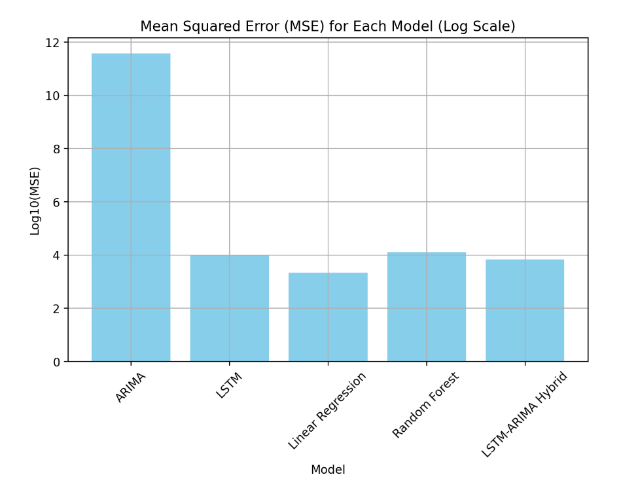 Mean Squared Error (MSE) for Each Model (Log Scale)
12
10
8
6
4
2
0
Log10(MSE)
ARIMA
LSTM
Linear Regression
Random Forest
LSTM-ARIMA Hybrid
Model